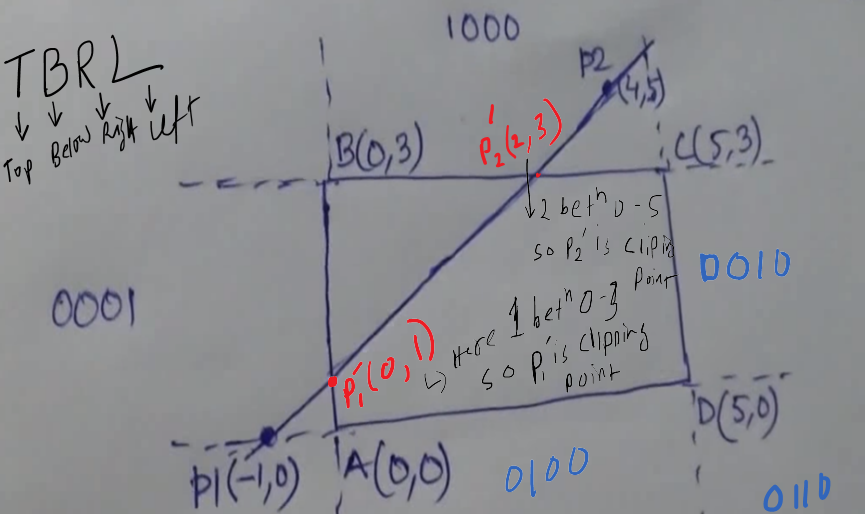 1000
TBRL
Top Below Right Left
P2
(4,5)
P2'(2,3)
B(0,3)
C(5,3)
2 betⁿ 0-5
so P2' is clipin
point
0010
0001
P1'(0,1)
Here 1 betⁿ 0-3
so P1' is clipping
point
P1(-1,0)
A(0,0)
D(5,0)
0100
0110